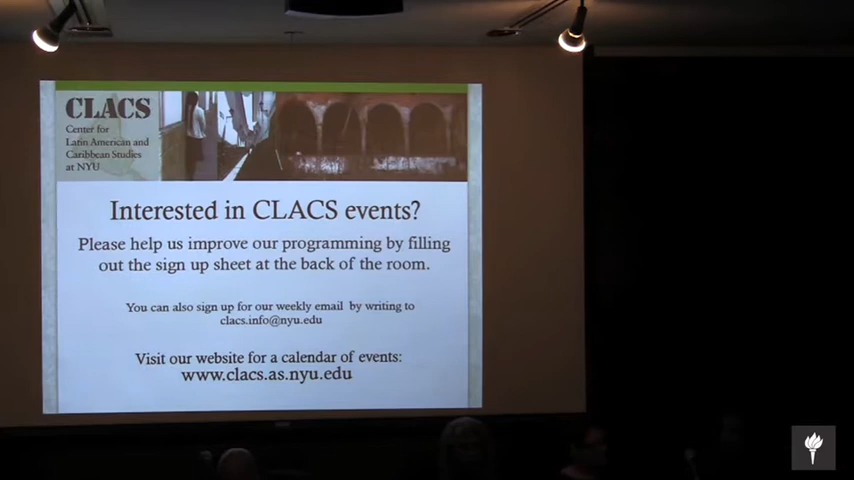 CLACS
Center for
Latin American and
Caribbean Studies
at NYU
Interested in CLACS events?
Please help us improve our programming by filling
out the sign up sheet at the back of the room.
You can also sign up for our weekly email by writing to
clacs.info@nyu.edu
Visit our website for a calendar of events:
www.clacs.as.nyu.edu